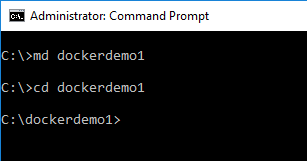 Administrator: Command Prompt
C:\>md dockerdemo1
C:\>cd dockerdemo1
C:\dockerdemo1>